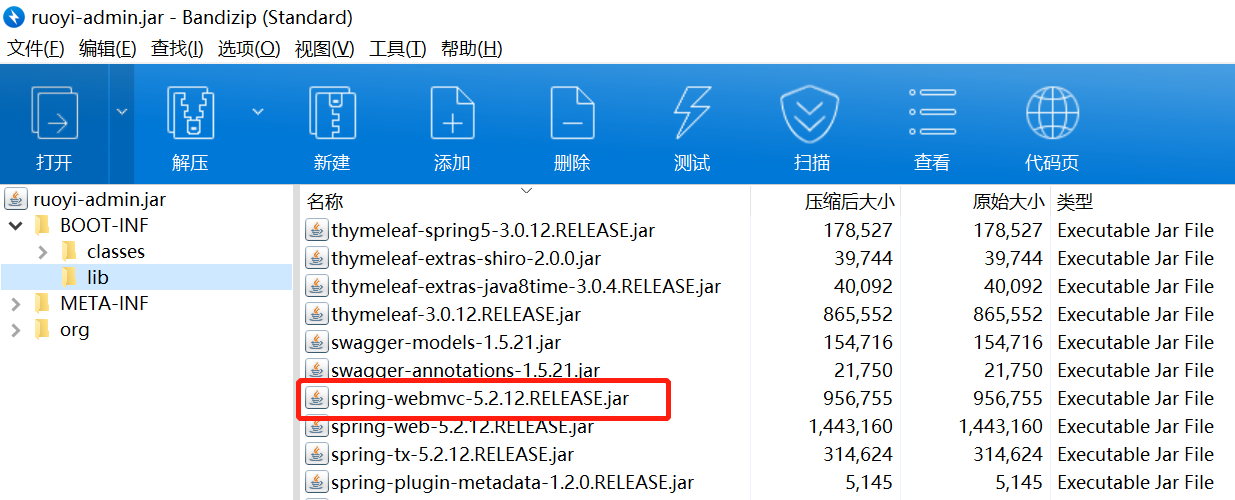 ruoyi-admin.jar - Bandizip (Standard)
文件(F) 编辑(E) 查找(I) 选项(O) 视图(V) 工具(T) 帮助(H)
打开 解压 新建 添加 删除 测试 扫描 查看 代码页
ruoyi-admin.jar
BOOT-INF
classes
lib
META-INF
org
名称 压缩后大小 原始大小 类型
thymeleaf-spring5-3.0.12.RELEASE.jar 178,527 178,527 Executable Jar File
thymeleaf-extras-shiro-2.0.0.jar 39,744 39,744 Executable Jar File
thymeleaf-extras-java8time-3.0.4.RELEASE.jar 40,092 40,092 Executable Jar File
thymeleaf-3.0.12.RELEASE.jar 865,552 865,552 Executable Jar File
swagger-models-1.5.21.jar 154,716 154,716 Executable Jar File
swagger-annotations-1.5.21.jar 21,750 21,750 Executable Jar File
spring-webmvc-5.2.12.RELEASE.jar 956,755 956,755 Executable Jar File
spring-web-5.2.12.RELEASE.jar 1,443,160 1,443,160 Executable Jar File
spring-tx-5.2.12.RELEASE.jar 314,624 314,624 Executable Jar File
spring-plugin-metadata-1.2.0.RELEASE.jar 5,145 5,145 Executable Jar File